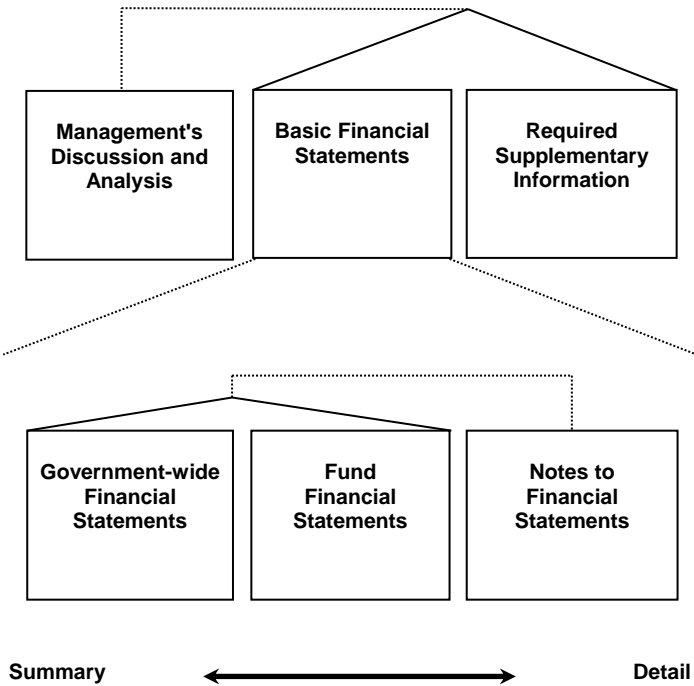 Management's
Discussion and
Analysis
Basic Financial
Statements
Required
Supplementary
Information
Government-wide
Financial
Statements
Fund
Financial
Statements
Notes to
Financial
Statements
Summary
Detail